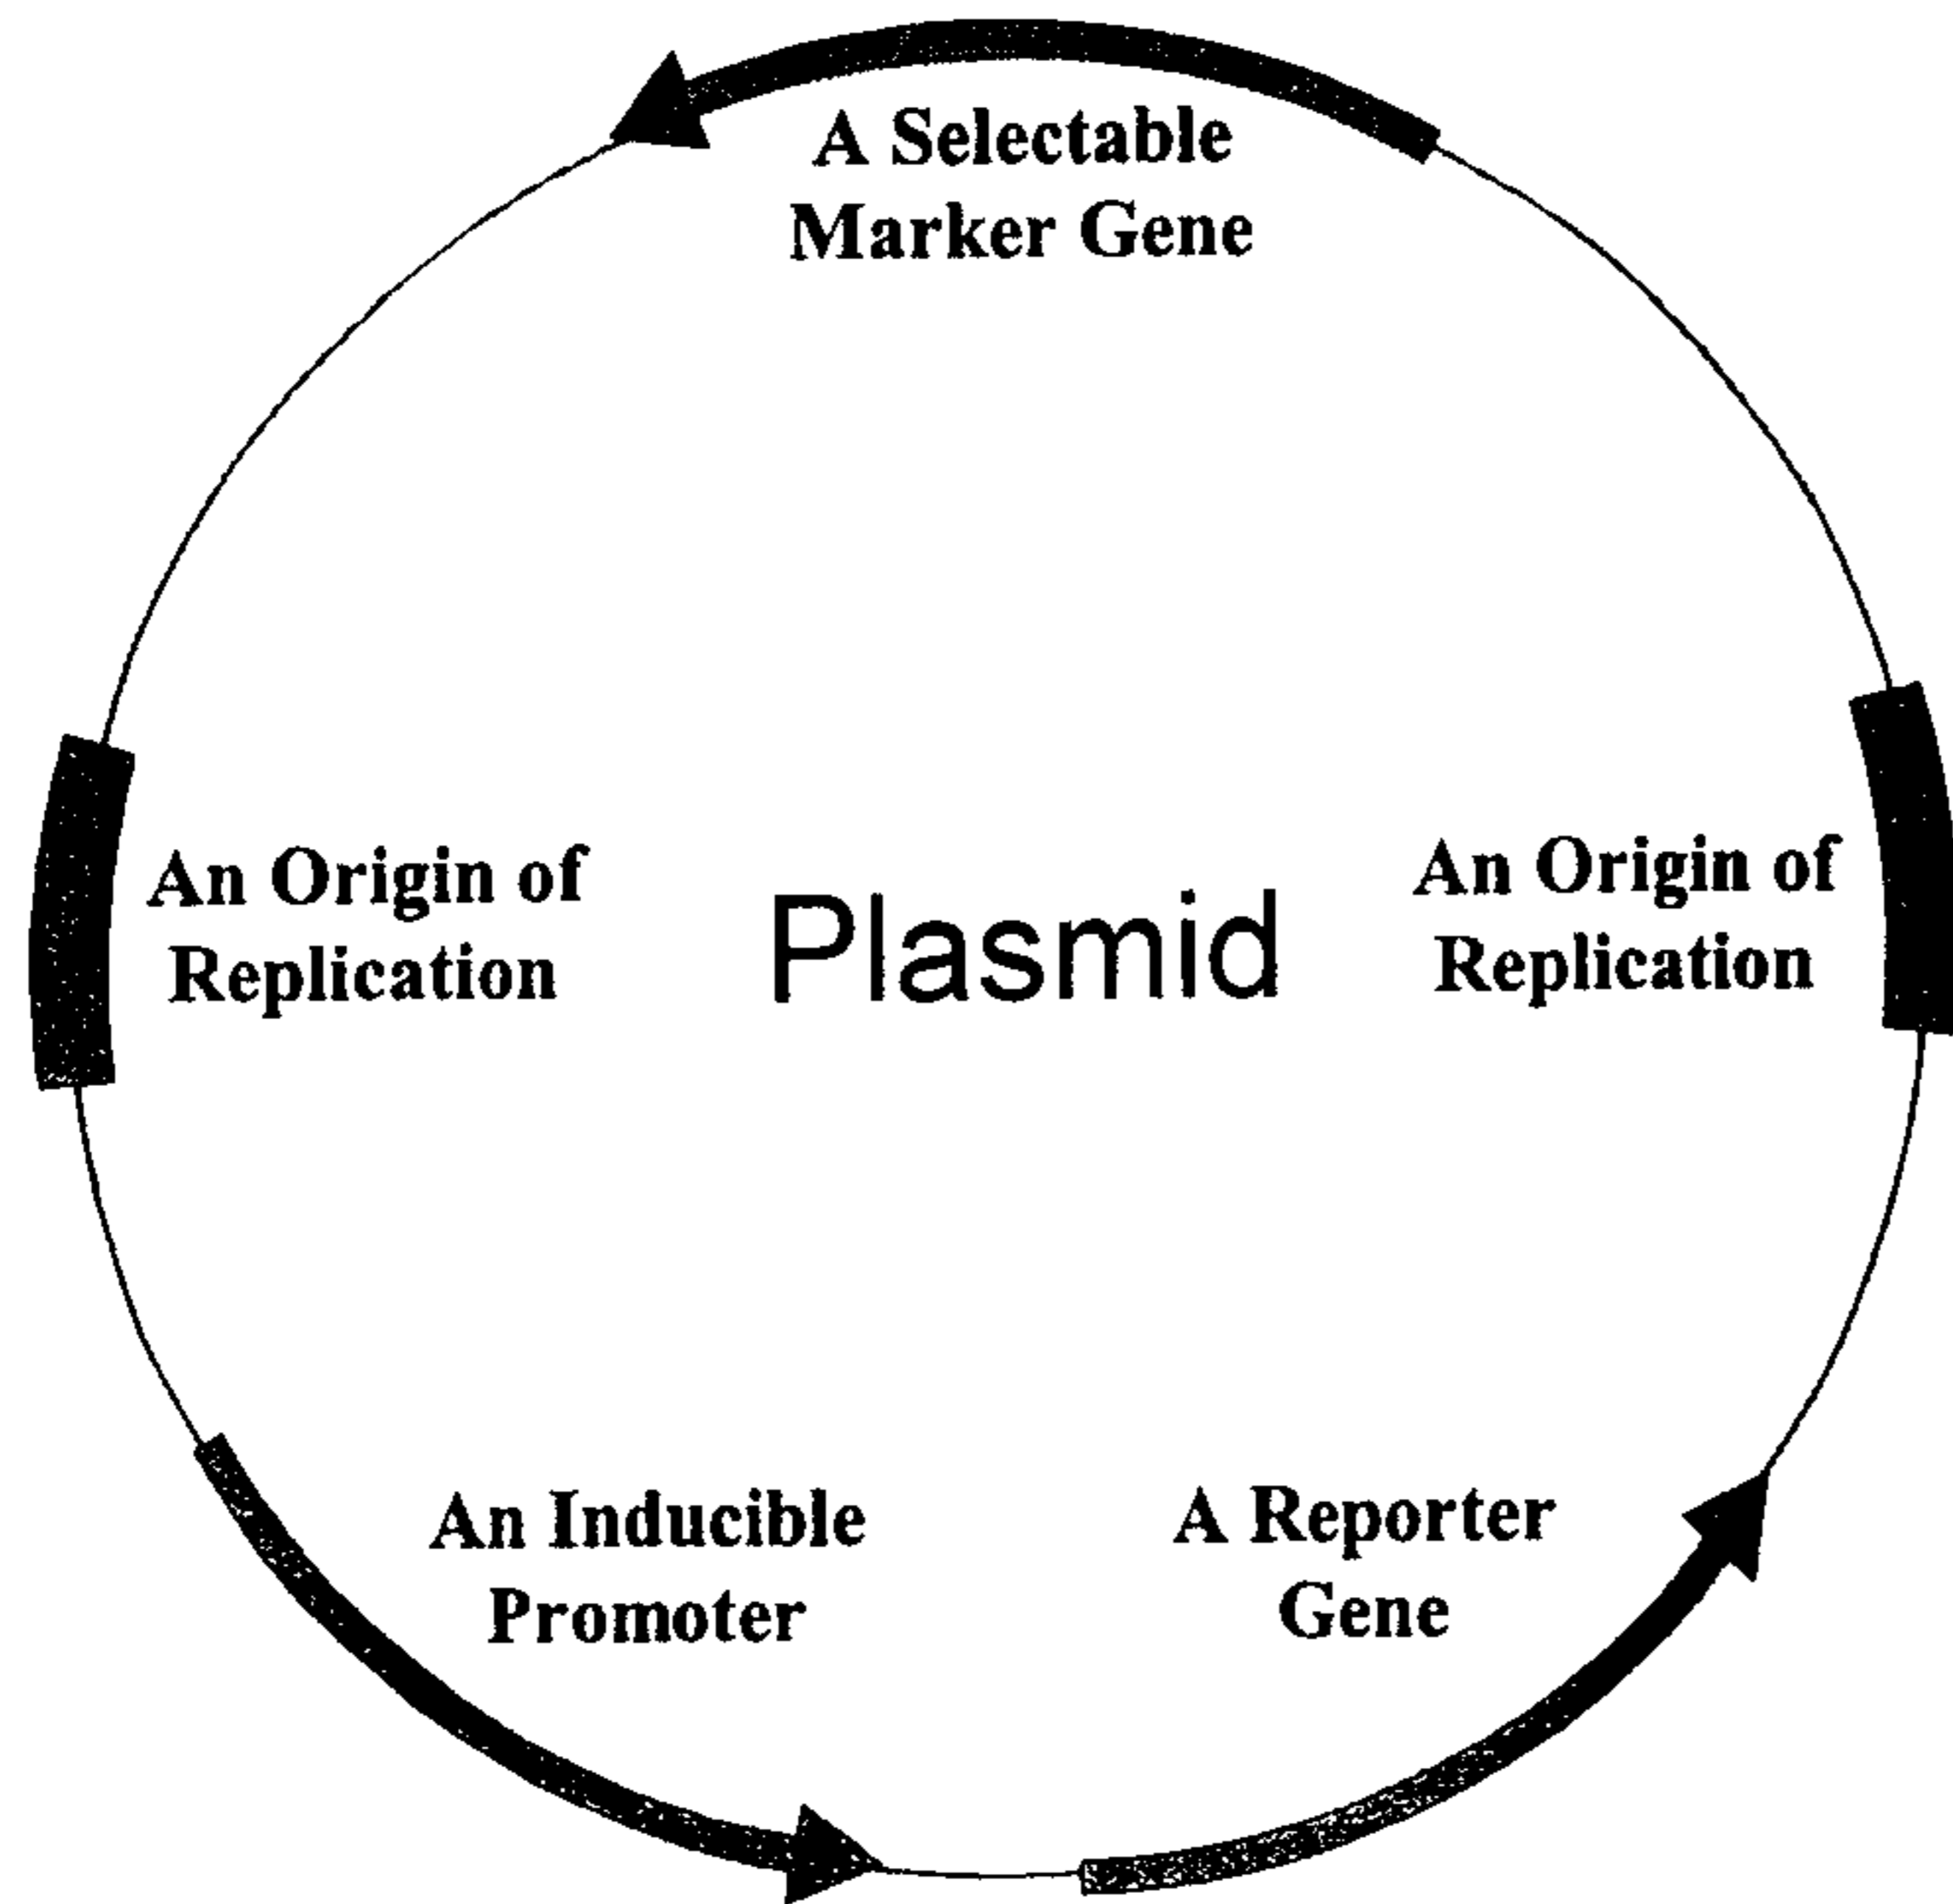 A Selectable
Marker Gene
An Origin of
Replication
Plasmid
An Origin of
Replication
An Inducible
Promoter
A Reporter
Gene